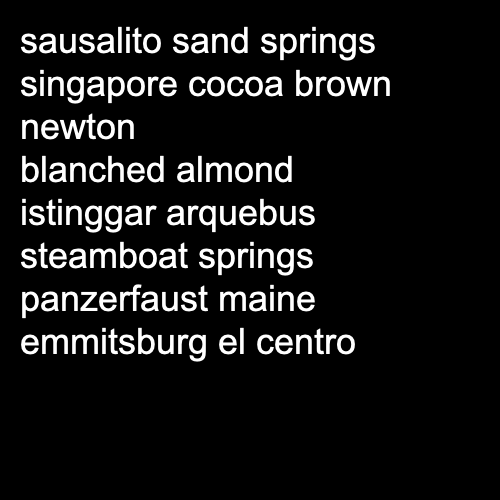 sausalito sand springs
singapore cocoa brown
newton
blanched almond
istinggar arquebus
steamboat springs
panzerfaust maine
emmitsburg el centro